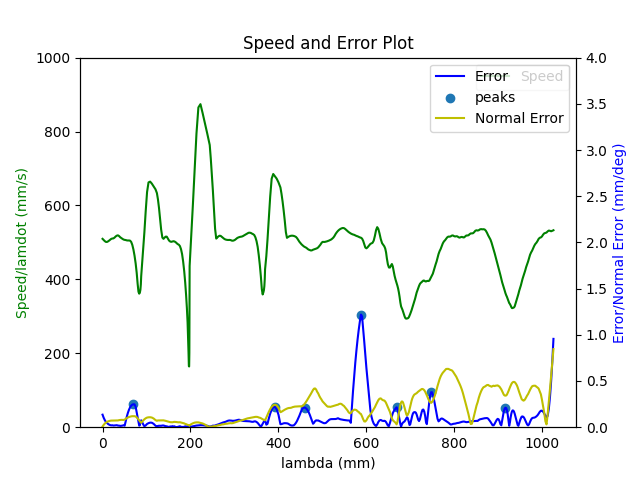 Speed and Error Plot
1000
800
600
400
200
0
4.0
3.5
3.0
2.5
2.0
1.5
1.0
0.5
0.0
0
200
400
600
800
1000
lambda (mm)
Speed/lamdot (mm/s)
Error/Normal Error (mm/deg)
Speed
Error
peaks
Normal Error